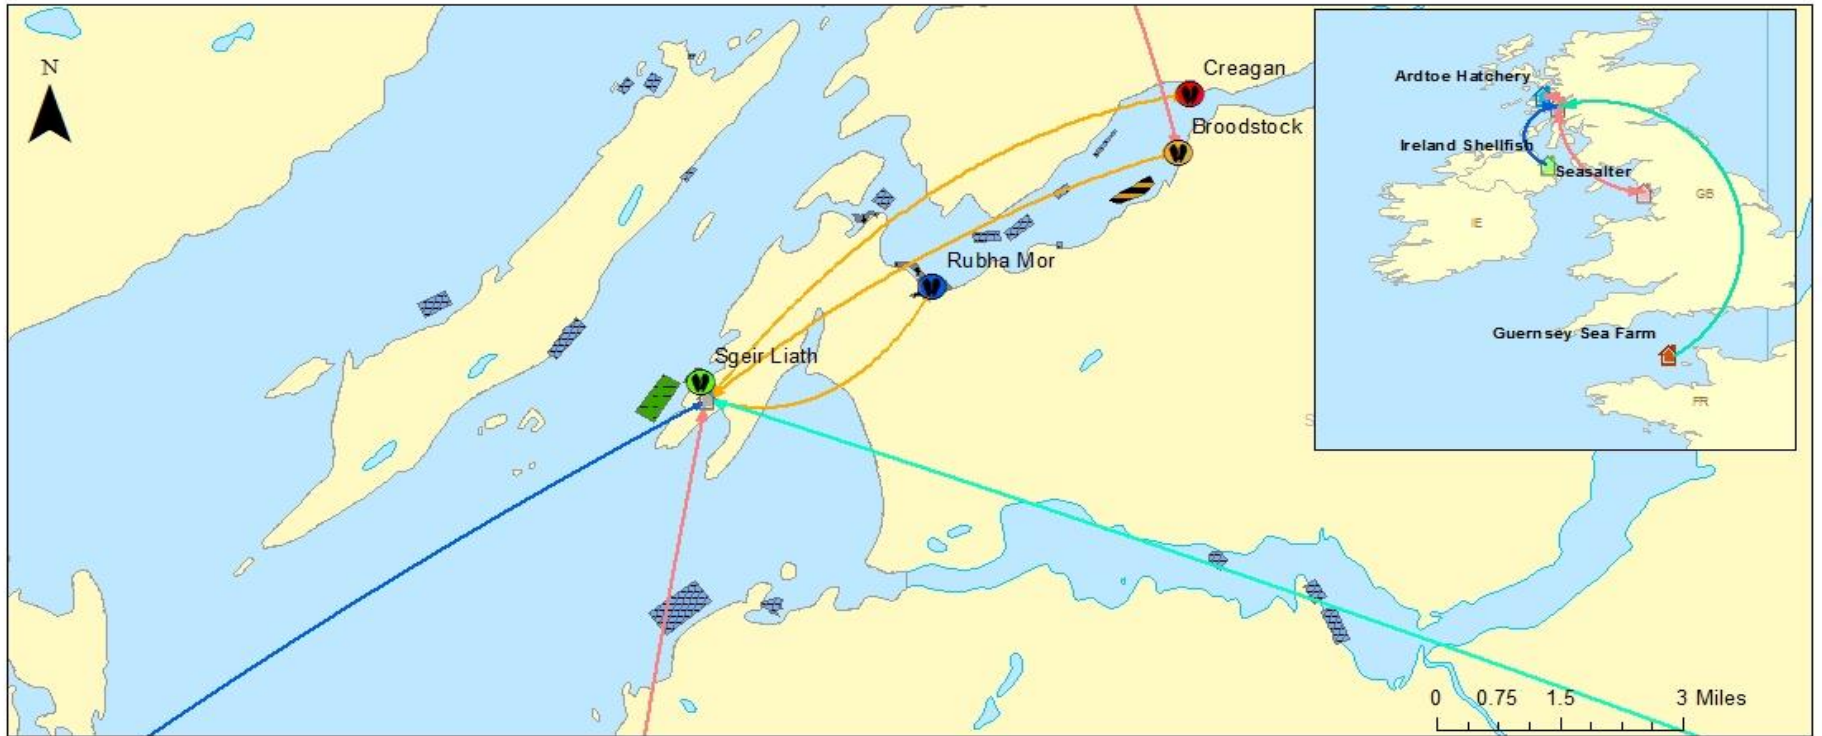 N
Creagan
Broodstock
Rubha Mor
Sgeir Liath
S
0 0.75 1.5 3 Miles
Ardtoe Hatchery
Ireland Shellfish
Seasalter
GB
IE
Guernsey Sea Farm
FR